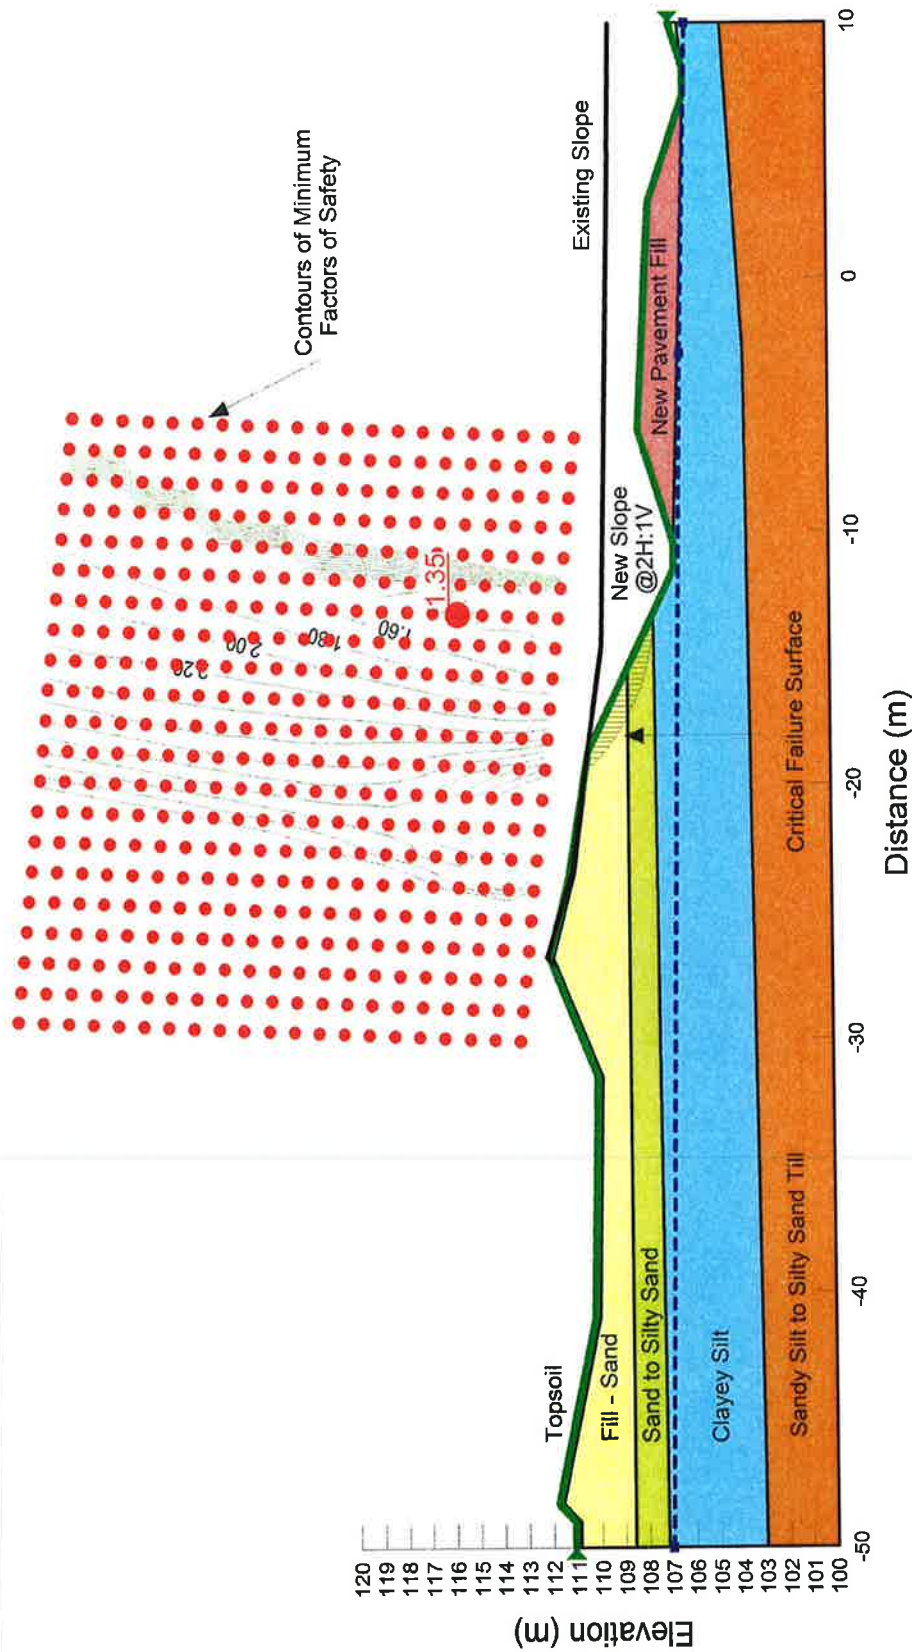 Contours of Minimum
Factors of Safety
2.20
2.00
1.80
1.60
1.35
Existing Slope
New Slope
@2H:1V
New Pavement Fill
Topsoil
Fill - Sand
Sand to Silty Sand
Clayey Silt
Sandy Silt to Silty Sand Till
Critical Failure Surface
Elevation (m)
120
119
118
117
116
115
114
113
112
111
110
109
108
107
106
105
104
103
102
101
100
-50
-40
-30
-20
-10
0
10
Distance (m)